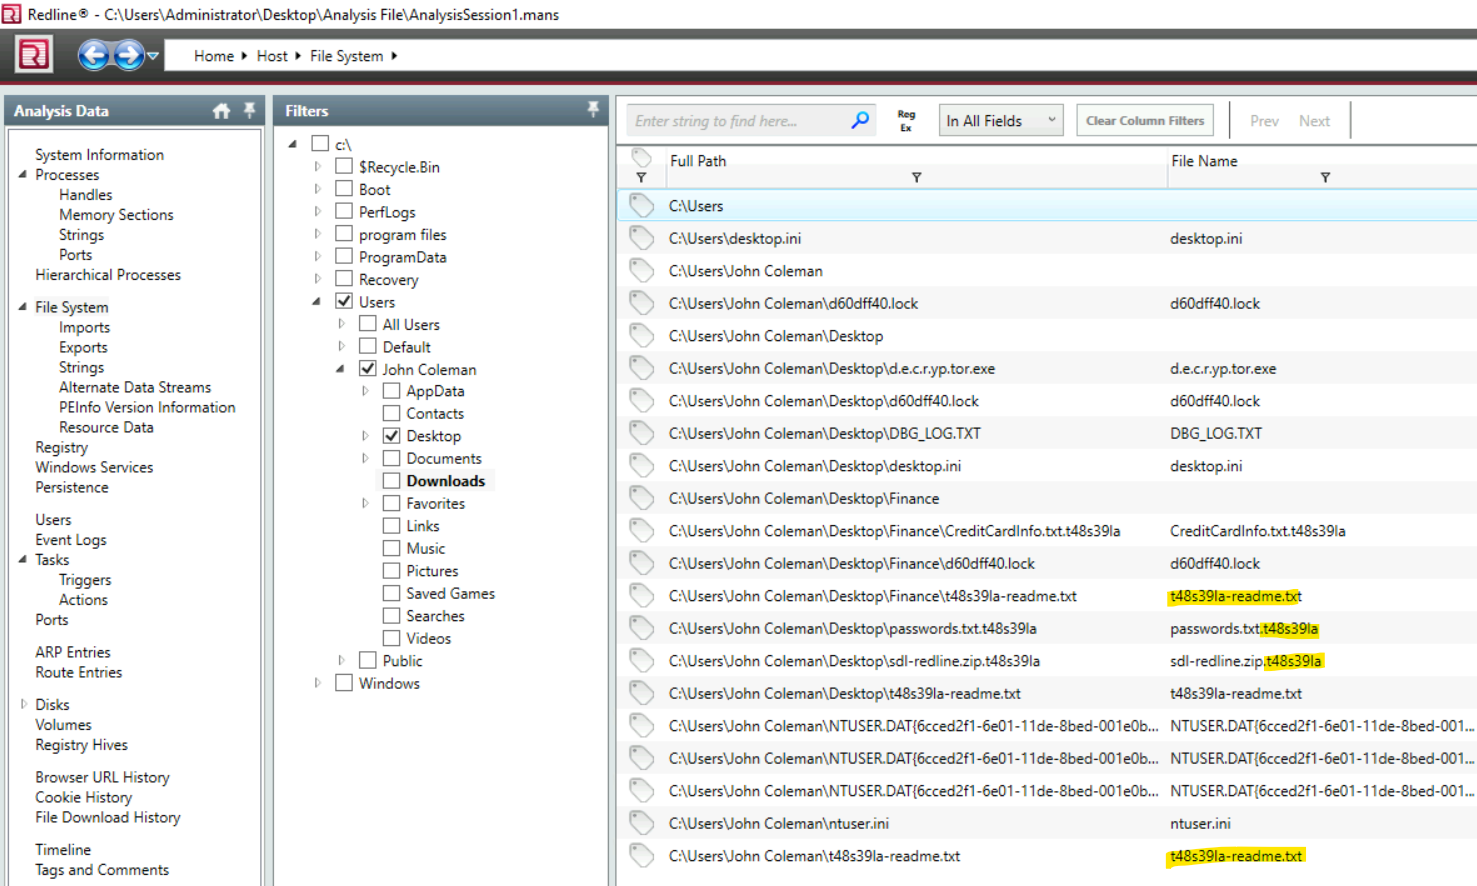 Redline® - C:\Users\Administrator\Desktop\Analysis File\AnalysisSession1.mans
Home Host File System
Analysis Data
System Information
Processes
Handles
Memory Sections
Strings
Ports
Hierarchical Processes
File System
Imports
Exports
Strings
Alternate Data Streams
PEInfo Version Information
Resource Data
Registry
Windows Services
Persistence
Users
Event Logs
Tasks
Triggers
Actions
Ports
ARP Entries
Route Entries
Disks
Volumes
Registry Hives
Browser URL History
Cookie History
File Download History
Timeline
Tags and Comments
Filters
c:\
$Recycle.Bin
Boot
PerfLogs
program files
ProgramData
Recovery
Users
All Users
Default
John Coleman
AppData
Contacts
Desktop
Documents
Downloads
Favorites
Links
Music
Pictures
Saved Games
Searches
Videos
Public
Windows
Enter string to find here... Reg Ex In All Fields Clear Column Filters Prev Next
Full Path File Name
C:\Users
C:\Users\desktop.ini desktop.ini
C:\Users\John Coleman
C:\Users\John Coleman\d60dff40.lock d60dff40.lock
C:\Users\John Coleman\Desktop
C:\Users\John Coleman\Desktop\d.e.c.r.yp.tor.exe d.e.c.r.yp.tor.exe
C:\Users\John Coleman\Desktop\d60dff40.lock d60dff40.lock
C:\Users\John Coleman\Desktop\DBG_LOG.TXT DBG_LOG.TXT
C:\Users\John Coleman\Desktop\desktop.ini desktop.ini
C:\Users\John Coleman\Desktop\Finance
C:\Users\John Coleman\Desktop\Finance\CreditCardInfo.txt.t48s39la CreditCardInfo.txt.t48s39la
C:\Users\John Coleman\Desktop\Finance\d60dff40.lock d60dff40.lock
C:\Users\John Coleman\Desktop\Finance\t48s39la-readme.txt t48s39la-readme.txt
C:\Users\John Coleman\Desktop\passwords.txt.t48s39la passwords.txt.t48s39la
C:\Users\John Coleman\Desktop\sdl-redline.zip.t48s39la sdl-redline.zip.t48s39la
C:\Users\John Coleman\Desktop\t48s39la-readme.txt t48s39la-readme.txt
C:\Users\John Coleman\NTUSER.DAT{6cced2f1-6e01-11de-8bed-001e0b... NTUSER.DAT{6cced2f1-6e01-11de-8bed-001...
C:\Users\John Coleman\NTUSER.DAT{6cced2f1-6e01-11de-8bed-001e0b... NTUSER.DAT{6cced2f1-6e01-11de-8bed-001...
C:\Users\John Coleman\NTUSER.DAT{6cced2f1-6e01-11de-8bed-001e0b... NTUSER.DAT{6cced2f1-6e01-11de-8bed-001...
C:\Users\John Coleman\ntuser.ini ntuser.ini
C:\Users\John Coleman\t48s39la-readme.txt t48s39la-readme.txt